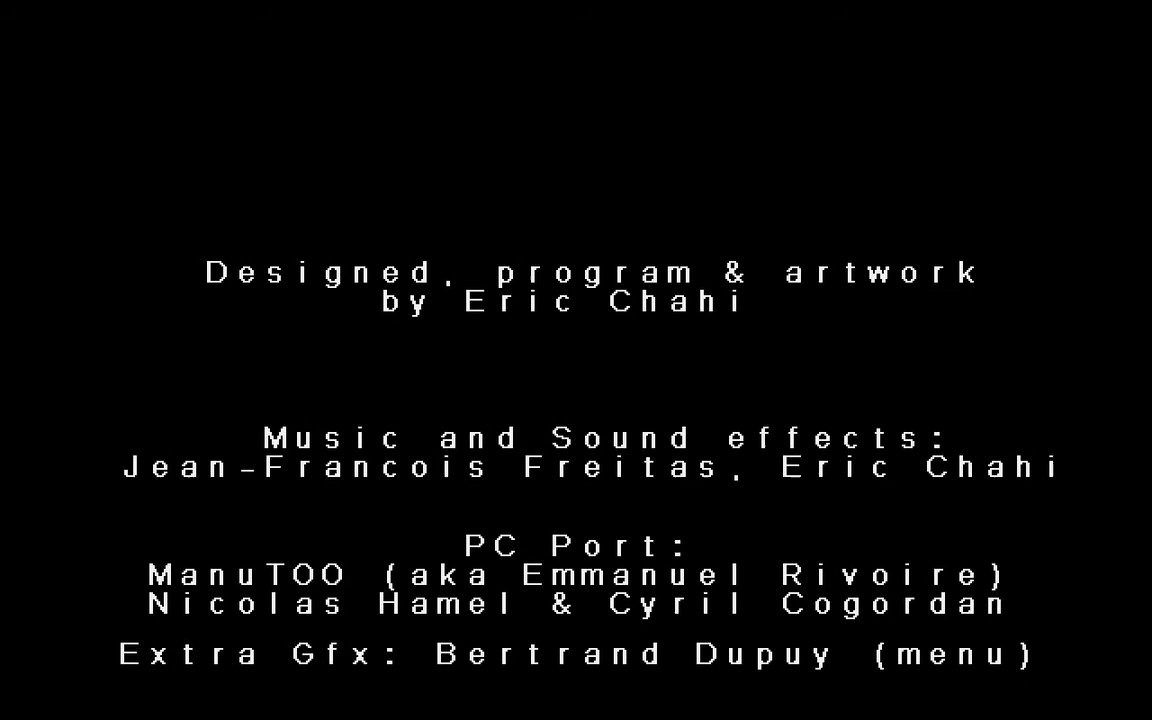 Designed, program & artwork
by Eric Chahi
Music and Sound effects:
Jean-Francois Freitas, Eric Chahi
PC Port:
ManuTOO (aka Emmanuel Rivoire)
Nicolas Hamel & Cyril Cogordan
Extra Gfx: Bertrand Dupuy (menu)